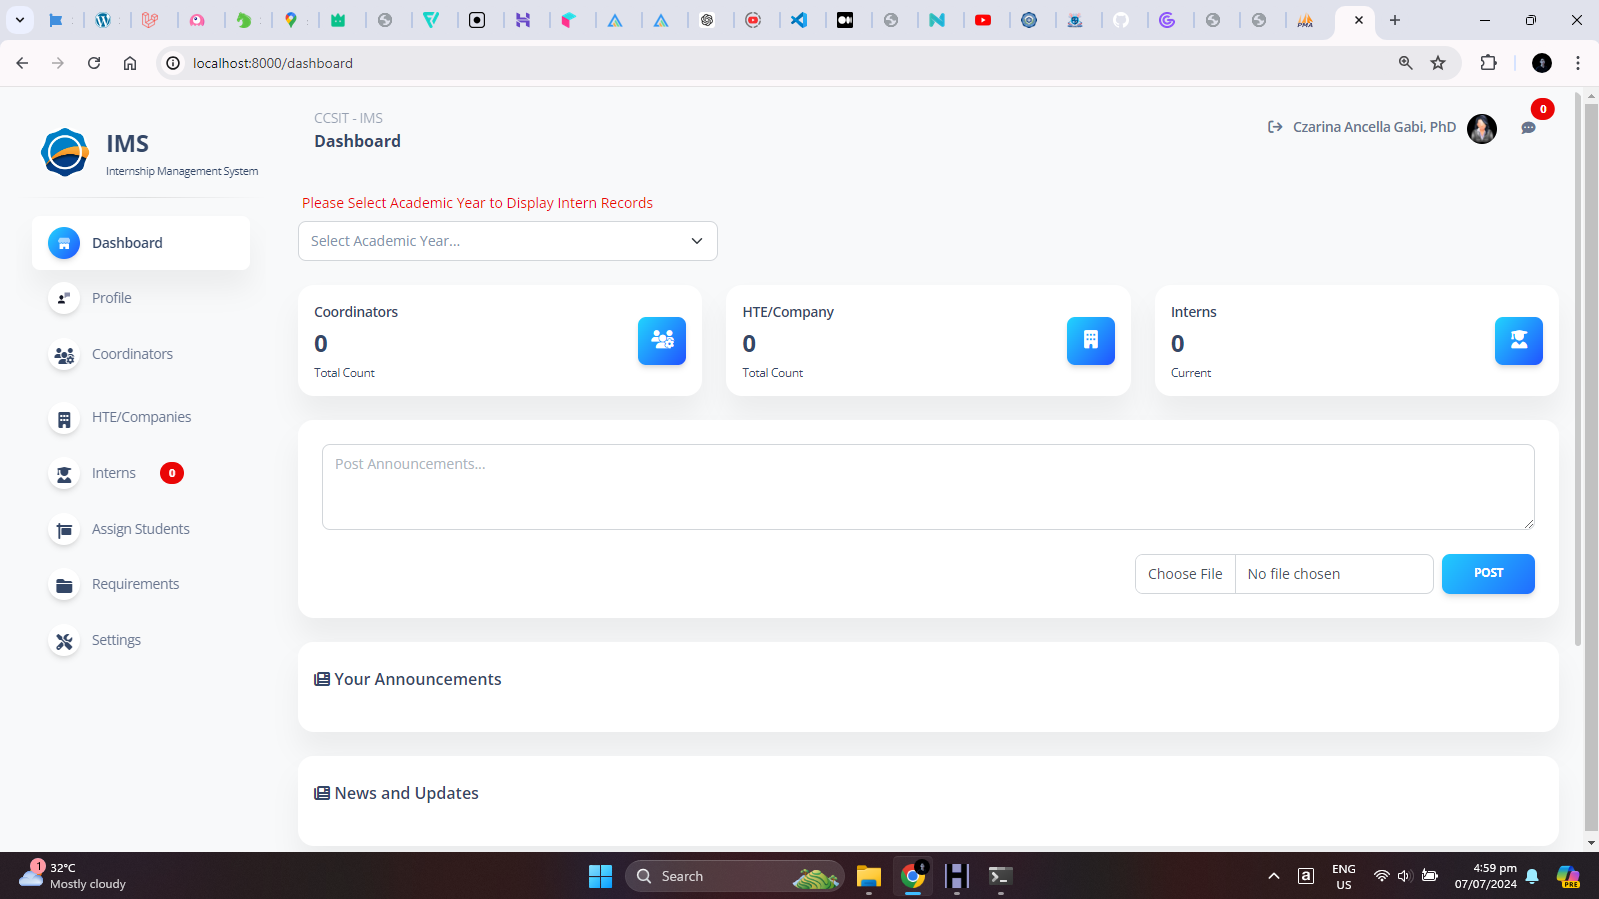 localhost:8000/dashboard
IMS
Internship Management System
CCSIT - IMS
Dashboard
Czarina Ancella Gabi, PhD
0
Please Select Academic Year to Display Intern Records
Select Academic Year...
Dashboard
Profile
Coordinators
HTE/Companies
Interns
0
Assign Students
Requirements
Settings
Coordinators
0
Total Count
HTE/Company
0
Total Count
Interns
0
Current
Post Announcements...
Choose File
No file chosen
POST
Your Announcements
News and Updates
1
32°C
Mostly cloudy
Search
ENG
US
4:59 pm
07/07/2024
PRE